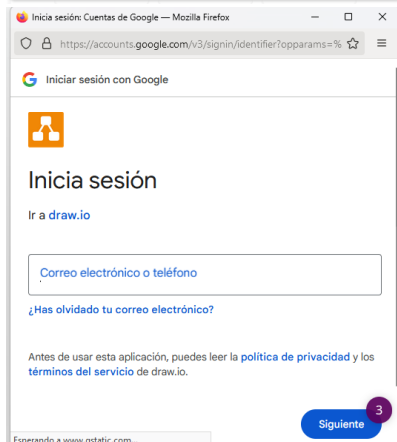 Inicia sesión: Cuentas de Google — Mozilla Firefox
https://accounts.google.com/v3/signin/identifier?opparams=%
Iniciar sesión con Google
Inicia sesión
Ir a draw.io
Correo electrónico o teléfono
¿Has olvidado tu correo electrónico?
Antes de usar esta aplicación, puedes leer la política de privacidad y los
términos del servicio de draw.io.
3
Siguiente
Esperando a www.gstatic.com...